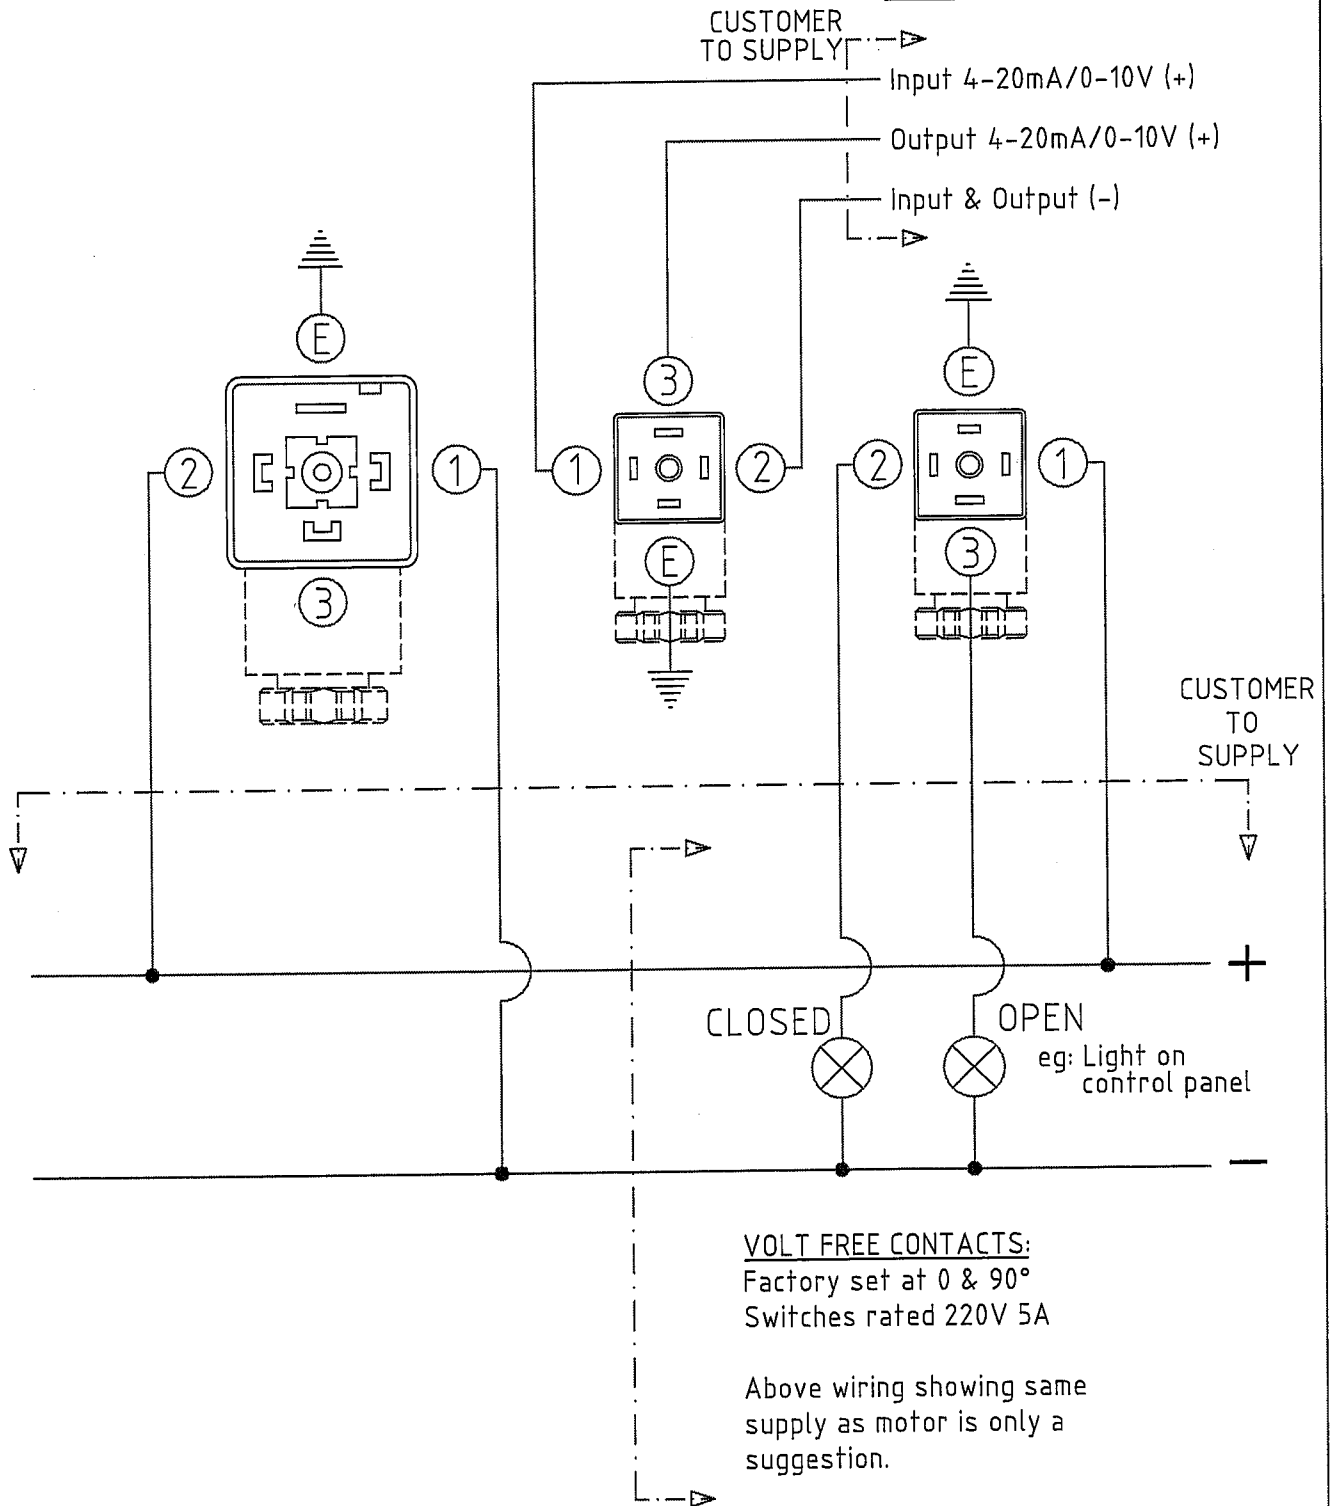 CUSTOMER
TO SUPPLY
Input 4-20mA/0-10V (+)
Output 4-20mA/0-10V (+)
Input & Output (-)
E
E
3
2
1
1
2
2
1
E
3
3
CUSTOMER
TO
SUPPLY
+
CLOSED
OPEN
eg: Light on
control panel
−
VOLT FREE CONTACTS:
Factory set at 0 & 90°
Switches rated 220V 5A
Above wiring showing same
supply as motor is only a
suggestion.